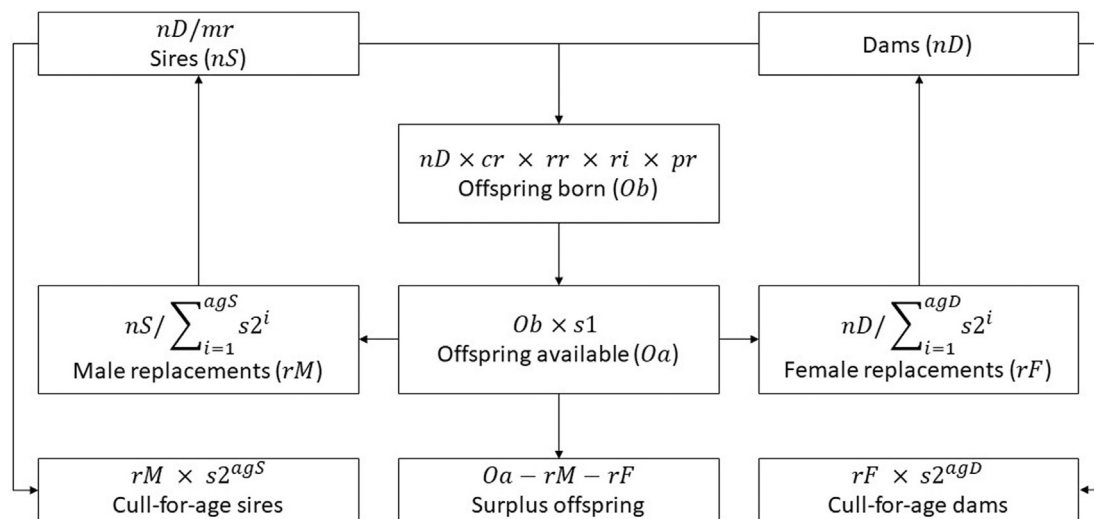 nD/mr
Sires (nS)
Dams (nD)
nD × cr × rr × ri × pr
Offspring born (Ob)
nS/∑_{i=1}^{agS} s2^i
Male replacements (rM)
Ob × s1
Offspring available (Oa)
nD/∑_{i=1}^{agD} s2^i
Female replacements (rF)
rM × s2^{agS}
Cull-for-age sires
Oa − rM − rF
Surplus offspring
rF × s2^{agD}
Cull-for-age dams